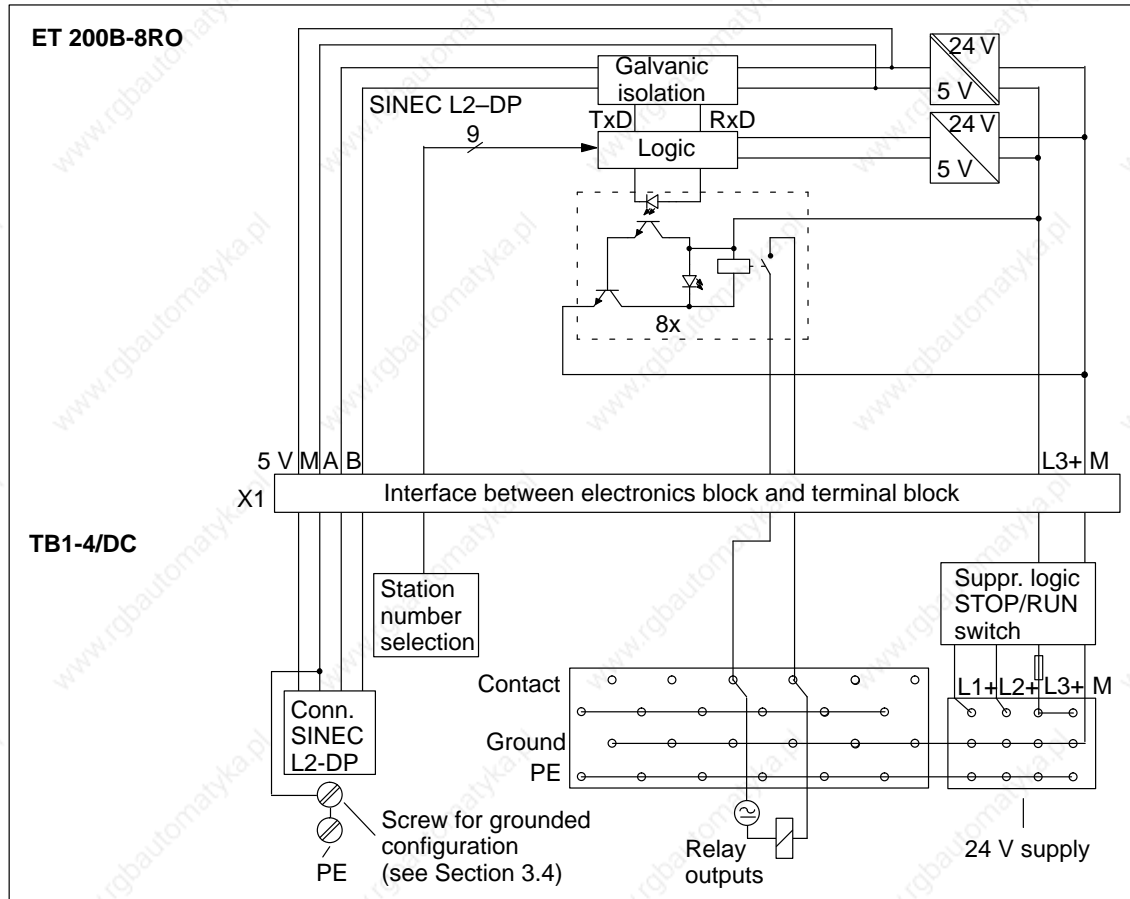 ET 200B-8RO
24 V
5 V
Galvanic
isolation
SINEC L2–DP
9
TxD
RxD
Logic
24 V
5 V
8x
5 V M A B
L3+ M
X1
Interface between electronics block and terminal block
TB1-4/DC
Station
number
selection
Suppr. logic
STOP/RUN
switch
Contact
L1+ L2+ L3+ M
Conn.
SINEC
L2-DP
Ground
PE
Screw for grounded
configuration
(see Section 3.4)
PE
Relay
outputs
24 V supply
www.rgbautomatyka.pl